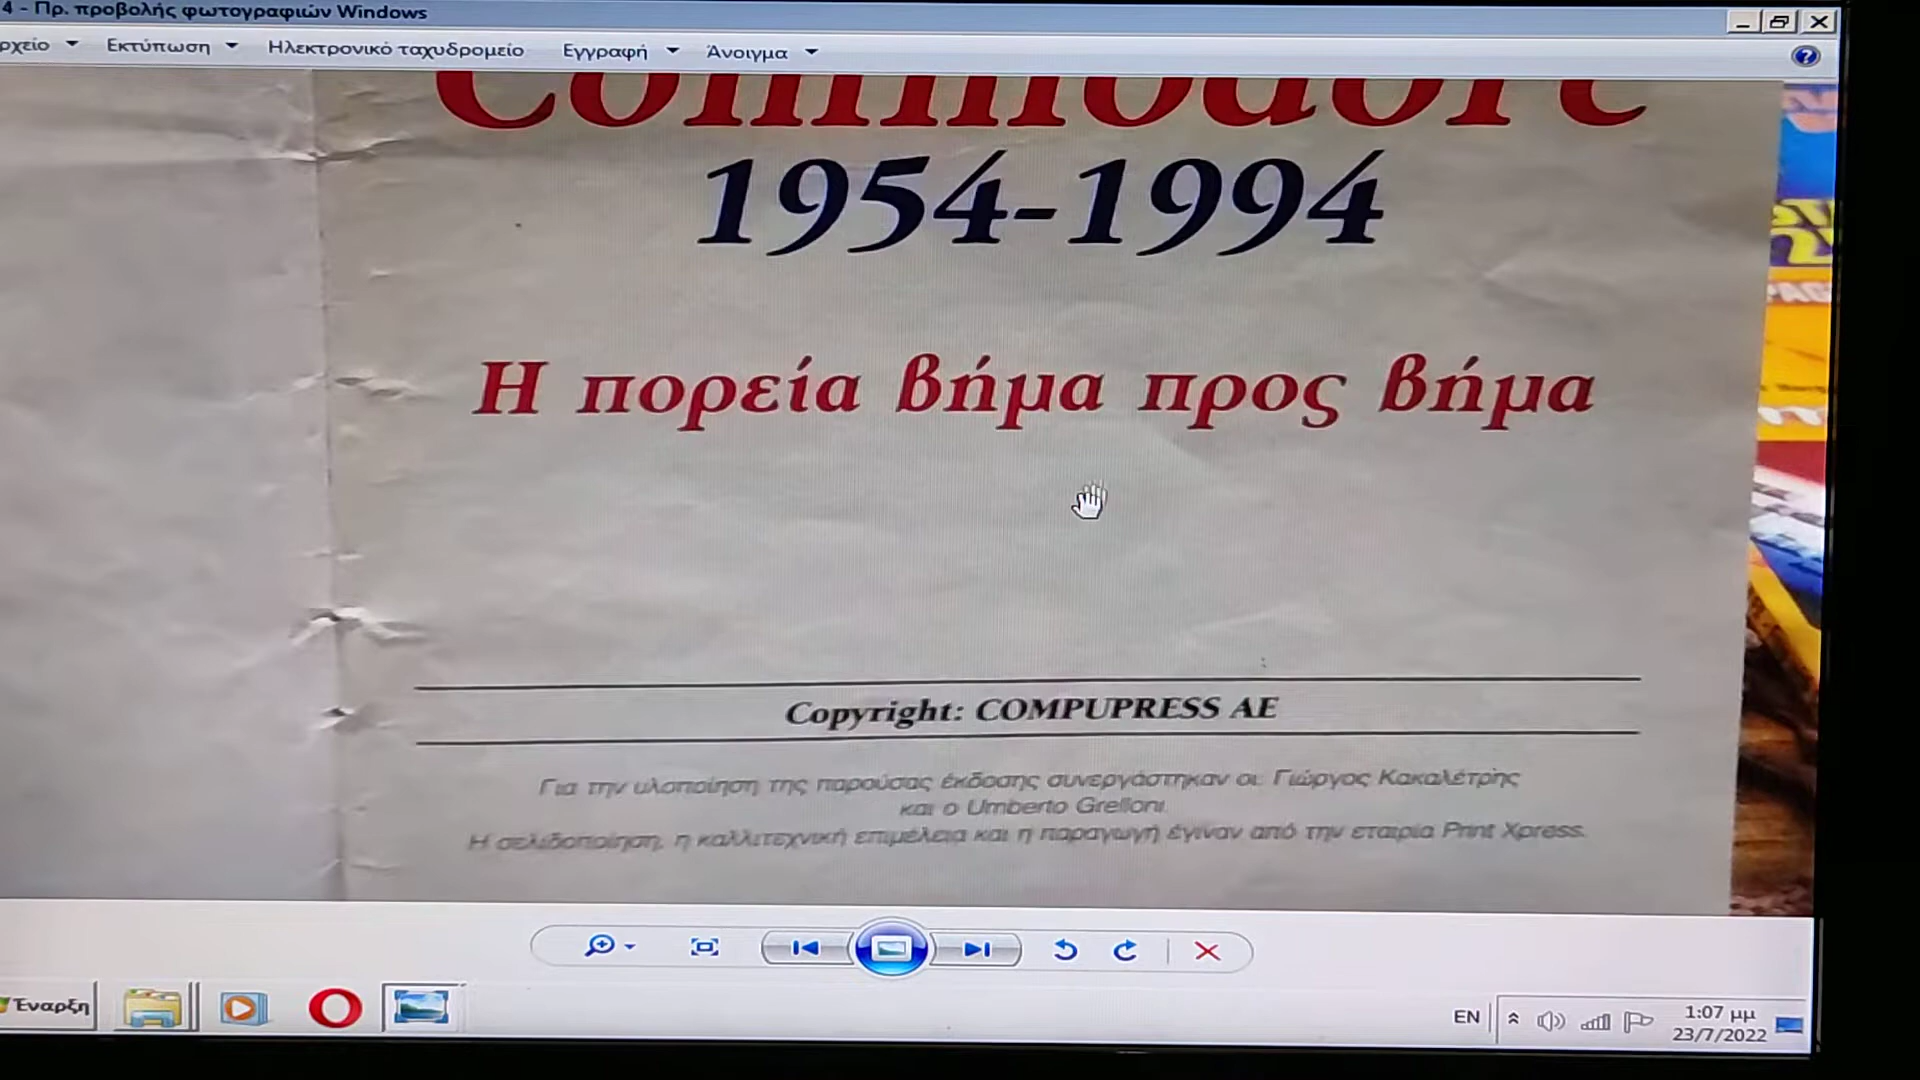 4 - Πρ. προβολής φωτογραφιών Windows
ρχείο Εκτύπωση Ηλεκτρονικό ταχυδρομείο Εγγραφή Άνοιγμα
Commodore
1954-1994
Η πορεία βήμα προς βήμα
Copyright: COMPUPRESS AE
Για την υλοποίηση της παρούσας έκδοσης συνεργάστηκαν οι: Γιώργος Κακαλέτρης
και ο Umberto Grelloni.
Η σελιδοποίηση, η καλλιτεχνική επιμέλεια και η παραγωγή έγιναν από την εταιρία Print Xpress.
Έναρξη
EN
1:07 μμ
23/7/2022